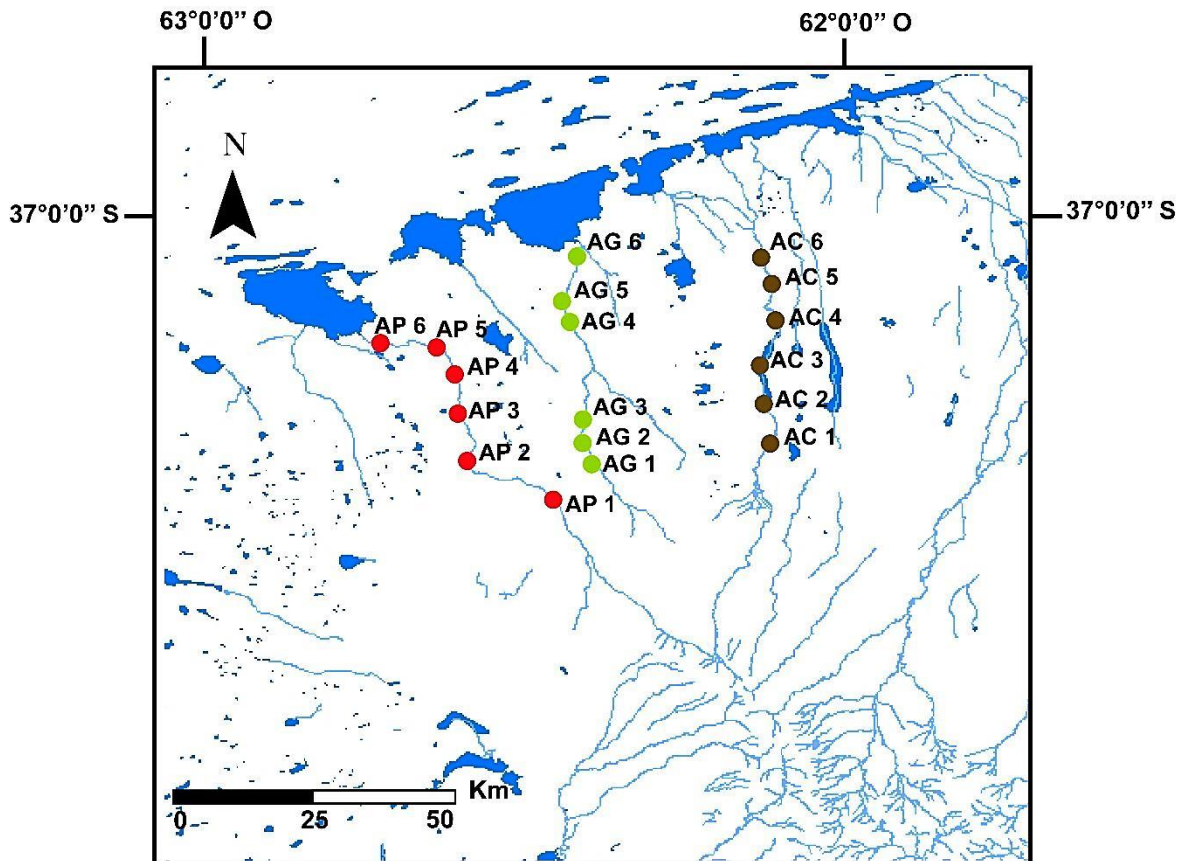 63°0'0” O
62°0'0” O
N
37°0'0” S
37°0'0” S
AG 6
AC 6
AG 5
AC 5
AP 6
AP 5
AG 4
AC 4
AP 4
AC 3
AP 3
AG 3
AC 2
AP 2
AG 2
AC 1
AG 1
AP 1
Km
0 25 50